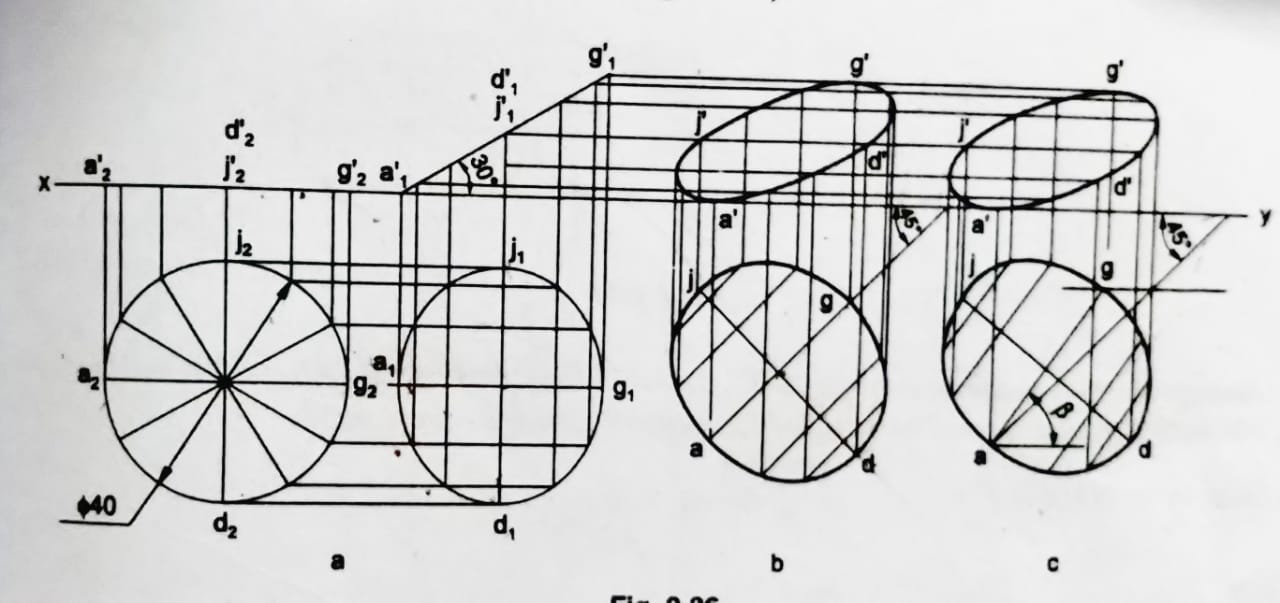 g'₁
g'
g'
d'₁
j'₁
j'
j'
d'₂
a'₂
j'₂
g'₂
a'₁
30°
d'
d'
x
a'
a'
y
45°
45°
j₂
j₁
j
g
j
g
a₂
g₂
a₁
g₁
β
a
d
a
d
ϕ40
d₂
d₁
a
b
c